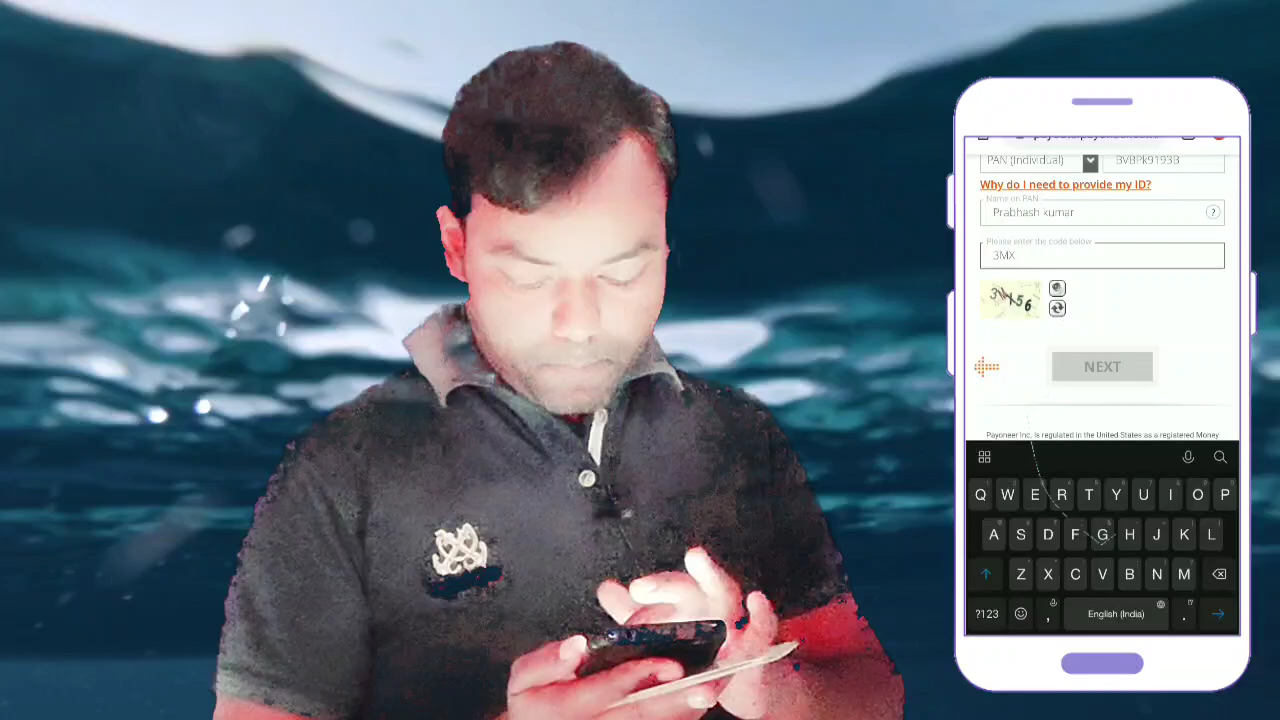 PAN (Individual) BVBPk9193B
Why do I need to provide my ID?
Name on PAN
Prabhash kumar ?
Please enter the code below
3MX
NEXT
Payoneer Inc. is regulated in the United States as a registered Money
Q W E R T Y U I O P
A S D F G H J K L
Z X C V B N M
?123 , English (India) .